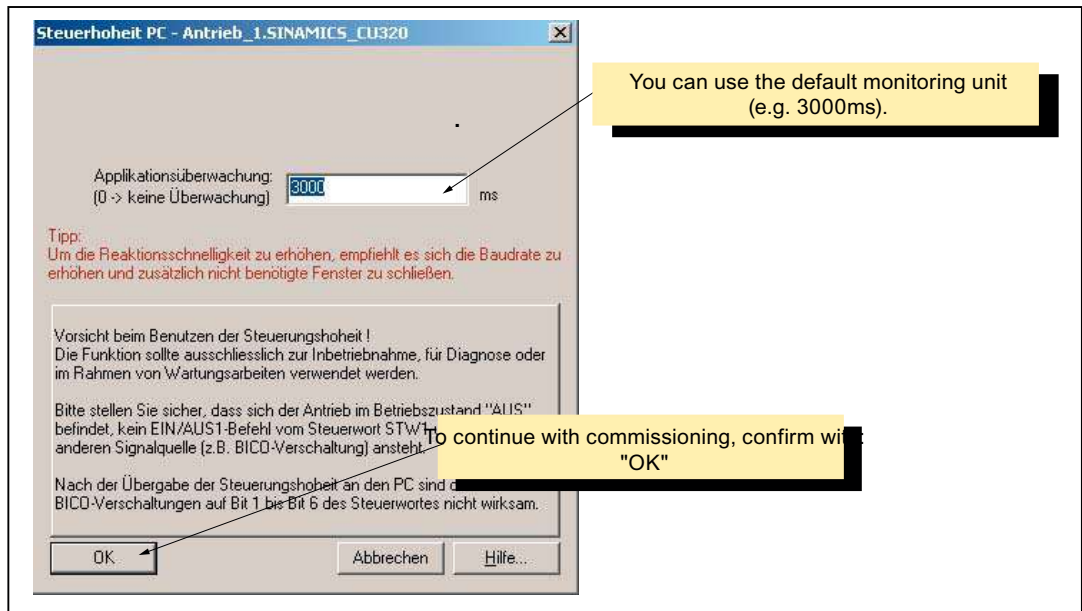 Steuerhoheit PC - Antrieb_1.SINAMICS_CU320
You can use the default monitoring unit
(e.g. 3000ms).
Applikationsüberwachung:
(0 -> keine Überwachung)
3000
ms
Tipp:
Um die Reaktionsschnelligkeit zu erhöhen, empfiehlt es sich die Baudrate zu
erhöhen und zusätzlich nicht benötigte Fenster zu schließen.
Vorsicht beim Benutzen der Steuerungshoheit !
Die Funktion sollte ausschliesslich zur Inbetriebnahme, für Diagnose oder
im Rahmen von Wartungsarbeiten verwendet werden.
Bitte stellen Sie sicher, dass sich der Antrieb im Betriebszustand "AUS"
befindet, kein EIN/AUS1-Befehl vom Steuerwort STW1
anderen Signalquelle (z.B. BICO-Verschaltung) ansteht.
To continue with commissioning, confirm with
"OK"
Nach der Übergabe der Steuerungshoheit an den PC sind
BICO-Verschaltungen auf Bit 1 bis Bit 6 des Steuerwortes nicht wirksam.
OK
Abbrechen
Hilfe...